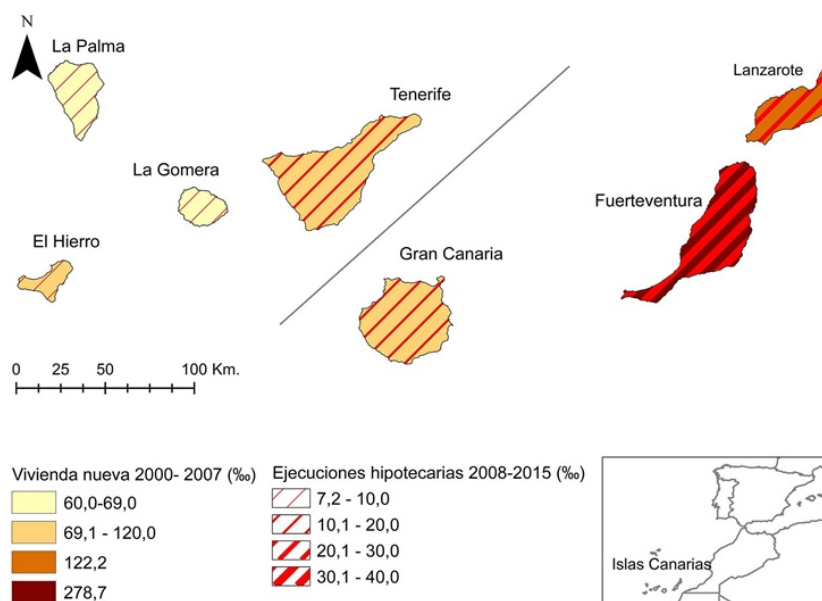 N
La Palma
Lanzarote
Tenerife
La Gomera
Fuerteventura
El Hierro
Gran Canaria
0 25 50 100 Km.
Vivienda nueva 2000- 2007 (‰)
60,0-69,0
69,1 - 120,0
122,2
278,7
Ejecuciones hipotecarias 2008-2015 (‰)
7,2 - 10,0
10,1 - 20,0
20,1 - 30,0
30,1 - 40,0
Islas Canarias